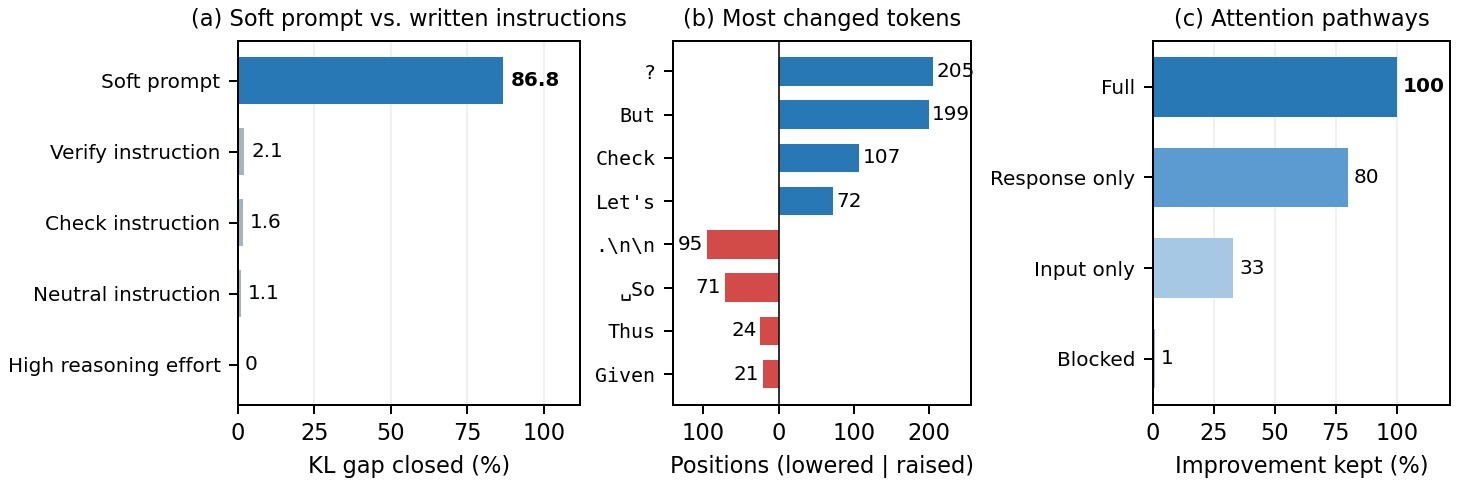 (a) Soft prompt vs. written instructions
Soft prompt
86.8
Verify instruction
2.1
Check instruction
1.6
Neutral instruction
1.1
High reasoning effort
0
0 25 50 75 100
KL gap closed (%)
(b) Most changed tokens
?
205
But
199
Check
107
Let's
72
.\n\n
95
␣So
71
Thus
24
Given
21
100 0 100 200
Positions (lowered | raised)
(c) Attention pathways
Full
100
Response only
80
Input only
33
Blocked
1
0 25 50 75 100
Improvement kept (%)